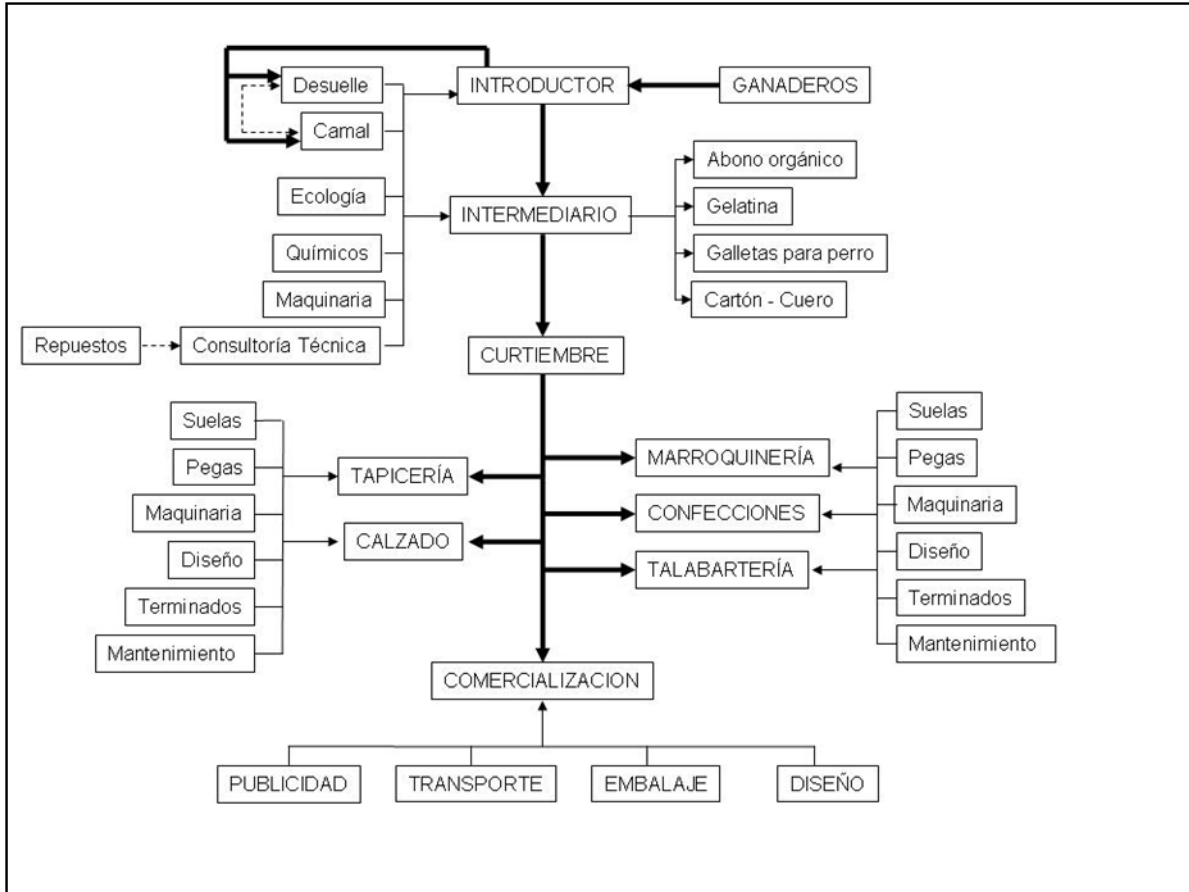 Desuelle
INTRODUCTOR
GANADEROS
Camal
Abono orgánico
Ecología
INTERMEDIARIO
Gelatina
Químicos
Galletas para perro
Maquinaria
Cartón - Cuero
Repuestos
Consultoría Técnica
CURTIEMBRE
Suelas
Pegas
Maquinaria
Diseño
Terminados
Mantenimiento
TAPICERÍA
CALZADO
MARROQUINERÍA
CONFECCIONES
TALABARTERÍA
Suelas
Pegas
Maquinaria
Diseño
Terminados
Mantenimiento
COMERCIALIZACION
PUBLICIDAD
TRANSPORTE
EMBALAJE
DISEÑO